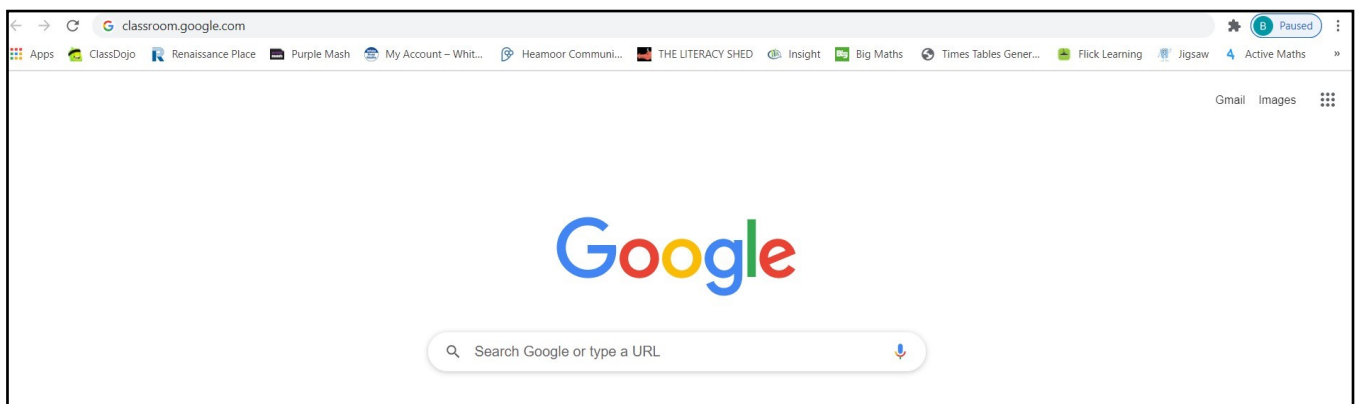 classroom.google.com B Paused
Apps ClassDojo Renaissance Place Purple Mash My Account – Whit... Heamoor Communi... THE LITERACY SHED Insight Big Maths Times Tables Gener... Flick Learning Jigsaw Active Maths »
Gmail Images
Google
Search Google or type a URL